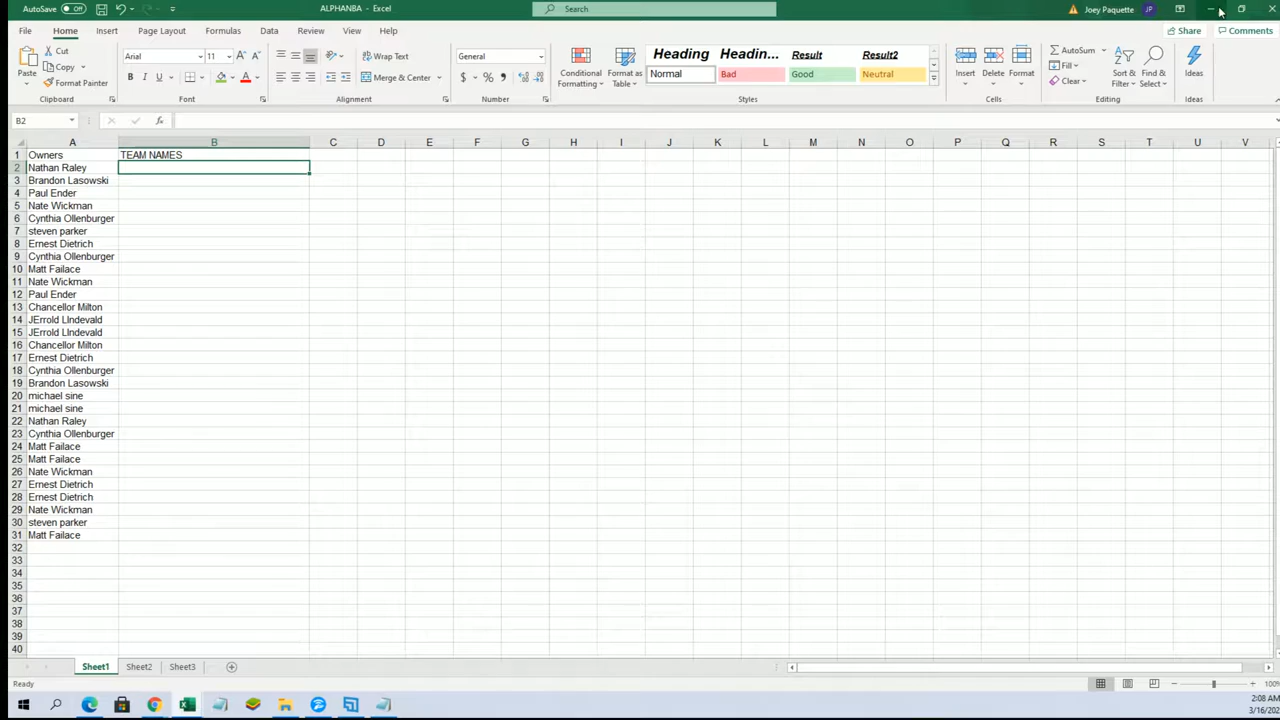 AutoSave Off ALPHANBA - Excel Search Joey Paquette JP
File Home Insert Page Layout Formulas Data Review View Help Share Comments
Cut
Copy
Format Painter
Paste
Clipboard
Arial 11
B I U
Font
Wrap Text
Merge & Center
Alignment
General
$ % 9
Number
Conditional Formatting
Format as Table
Heading Headin... Result Result2
Normal Bad Good Neutral
Styles
Insert Delete Format
Cells
AutoSum
Fill
Clear
Sort & Filter
Find & Select
Editing
Ideas
Ideas
B2 fx
A B C D E F G H I J K L M N O P Q R S T U V
1 Owners TEAM NAMES
2 Nathan Raley
3 Brandon Lasowski
4 Paul Ender
5 Nate Wickman
6 Cynthia Ollenburger
7 steven parker
8 Ernest Dietrich
9 Cynthia Ollenburger
10 Matt Failace
11 Nate Wickman
12 Paul Ender
13 Chancellor Milton
14 JErrold LIndevald
15 JErrold LIndevald
16 Chancellor Milton
17 Ernest Dietrich
18 Cynthia Ollenburger
19 Brandon Lasowski
20 michael sine
21 michael sine
22 Nathan Raley
23 Cynthia Ollenburger
24 Matt Failace
25 Matt Failace
26 Nate Wickman
27 Ernest Dietrich
28 Ernest Dietrich
29 Nate Wickman
30 steven parker
31 Matt Failace
32
33
34
35
36
37
38
39
40
Sheet1 Sheet2 Sheet3
Ready 100%
2:08 AM
3/16/202